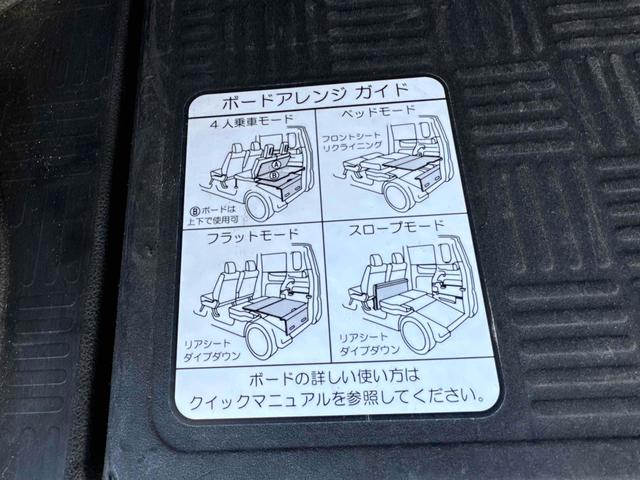 ボードアレンジ ガイド
4人乗車モード
Ⓐ
Ⓑ
Ⓑボードは
上下で使用可
ベッドモード
フロントシート
リクライニング
フラットモード
リアシート
ダイブダウン
スロープモード
リアシート
ダイブダウン
ボードの詳しい使い方は
クイックマニュアルを参照してください。